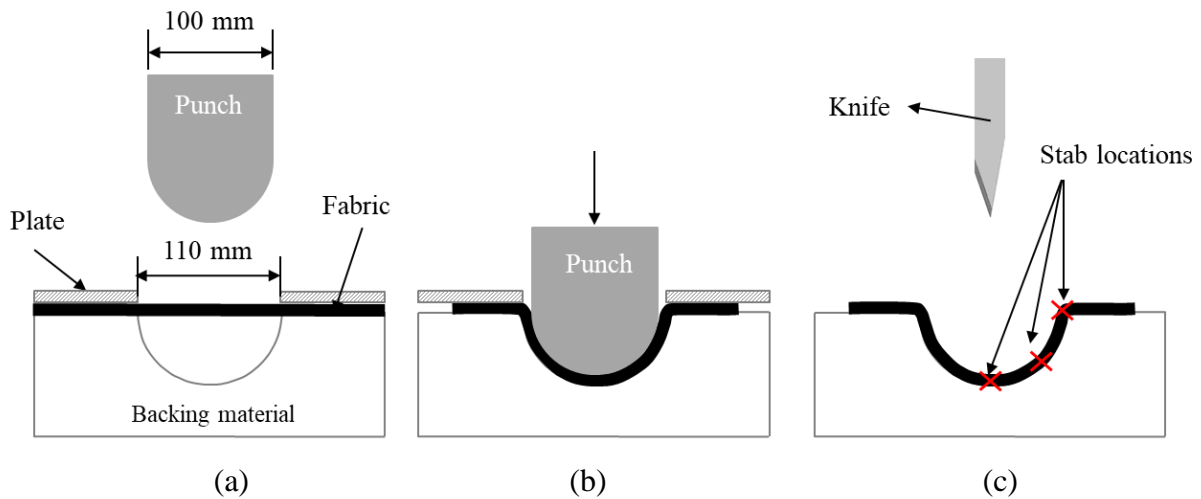 100 mm
Punch
Plate
Fabric
110 mm
Backing material
(a)
Punch
(b)
Knife
Stab locations
(c)